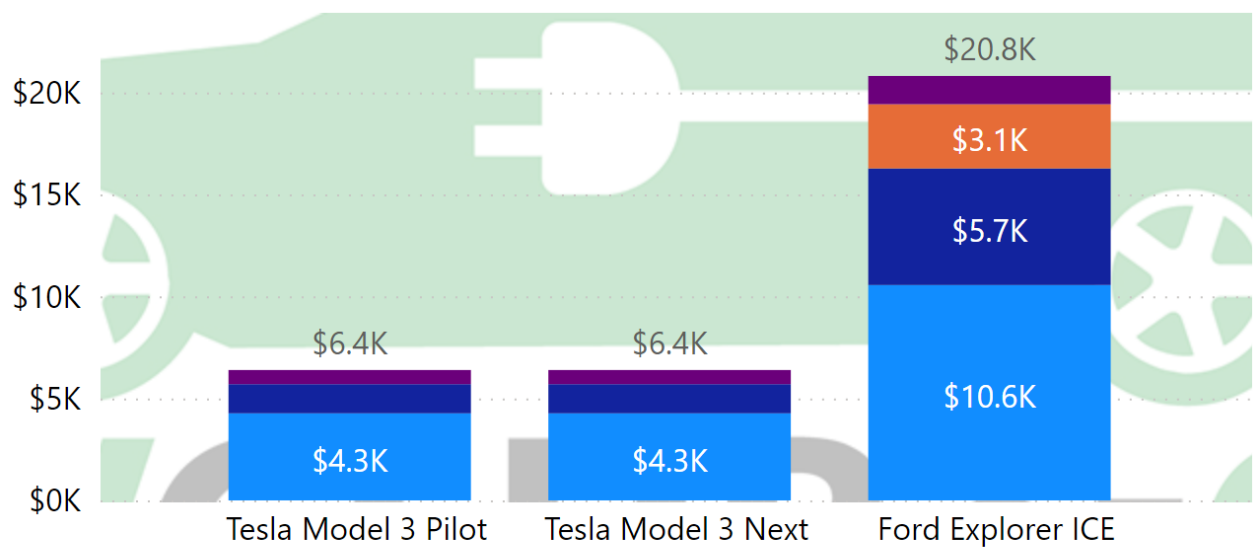 $20.8K
$20K
$3.1K
$15K
$5.7K
$10K
$6.4K
$6.4K
$5K
$10.6K
$4.3K
$4.3K
$0K
Tesla Model 3 Pilot
Tesla Model 3 Next
Ford Explorer ICE